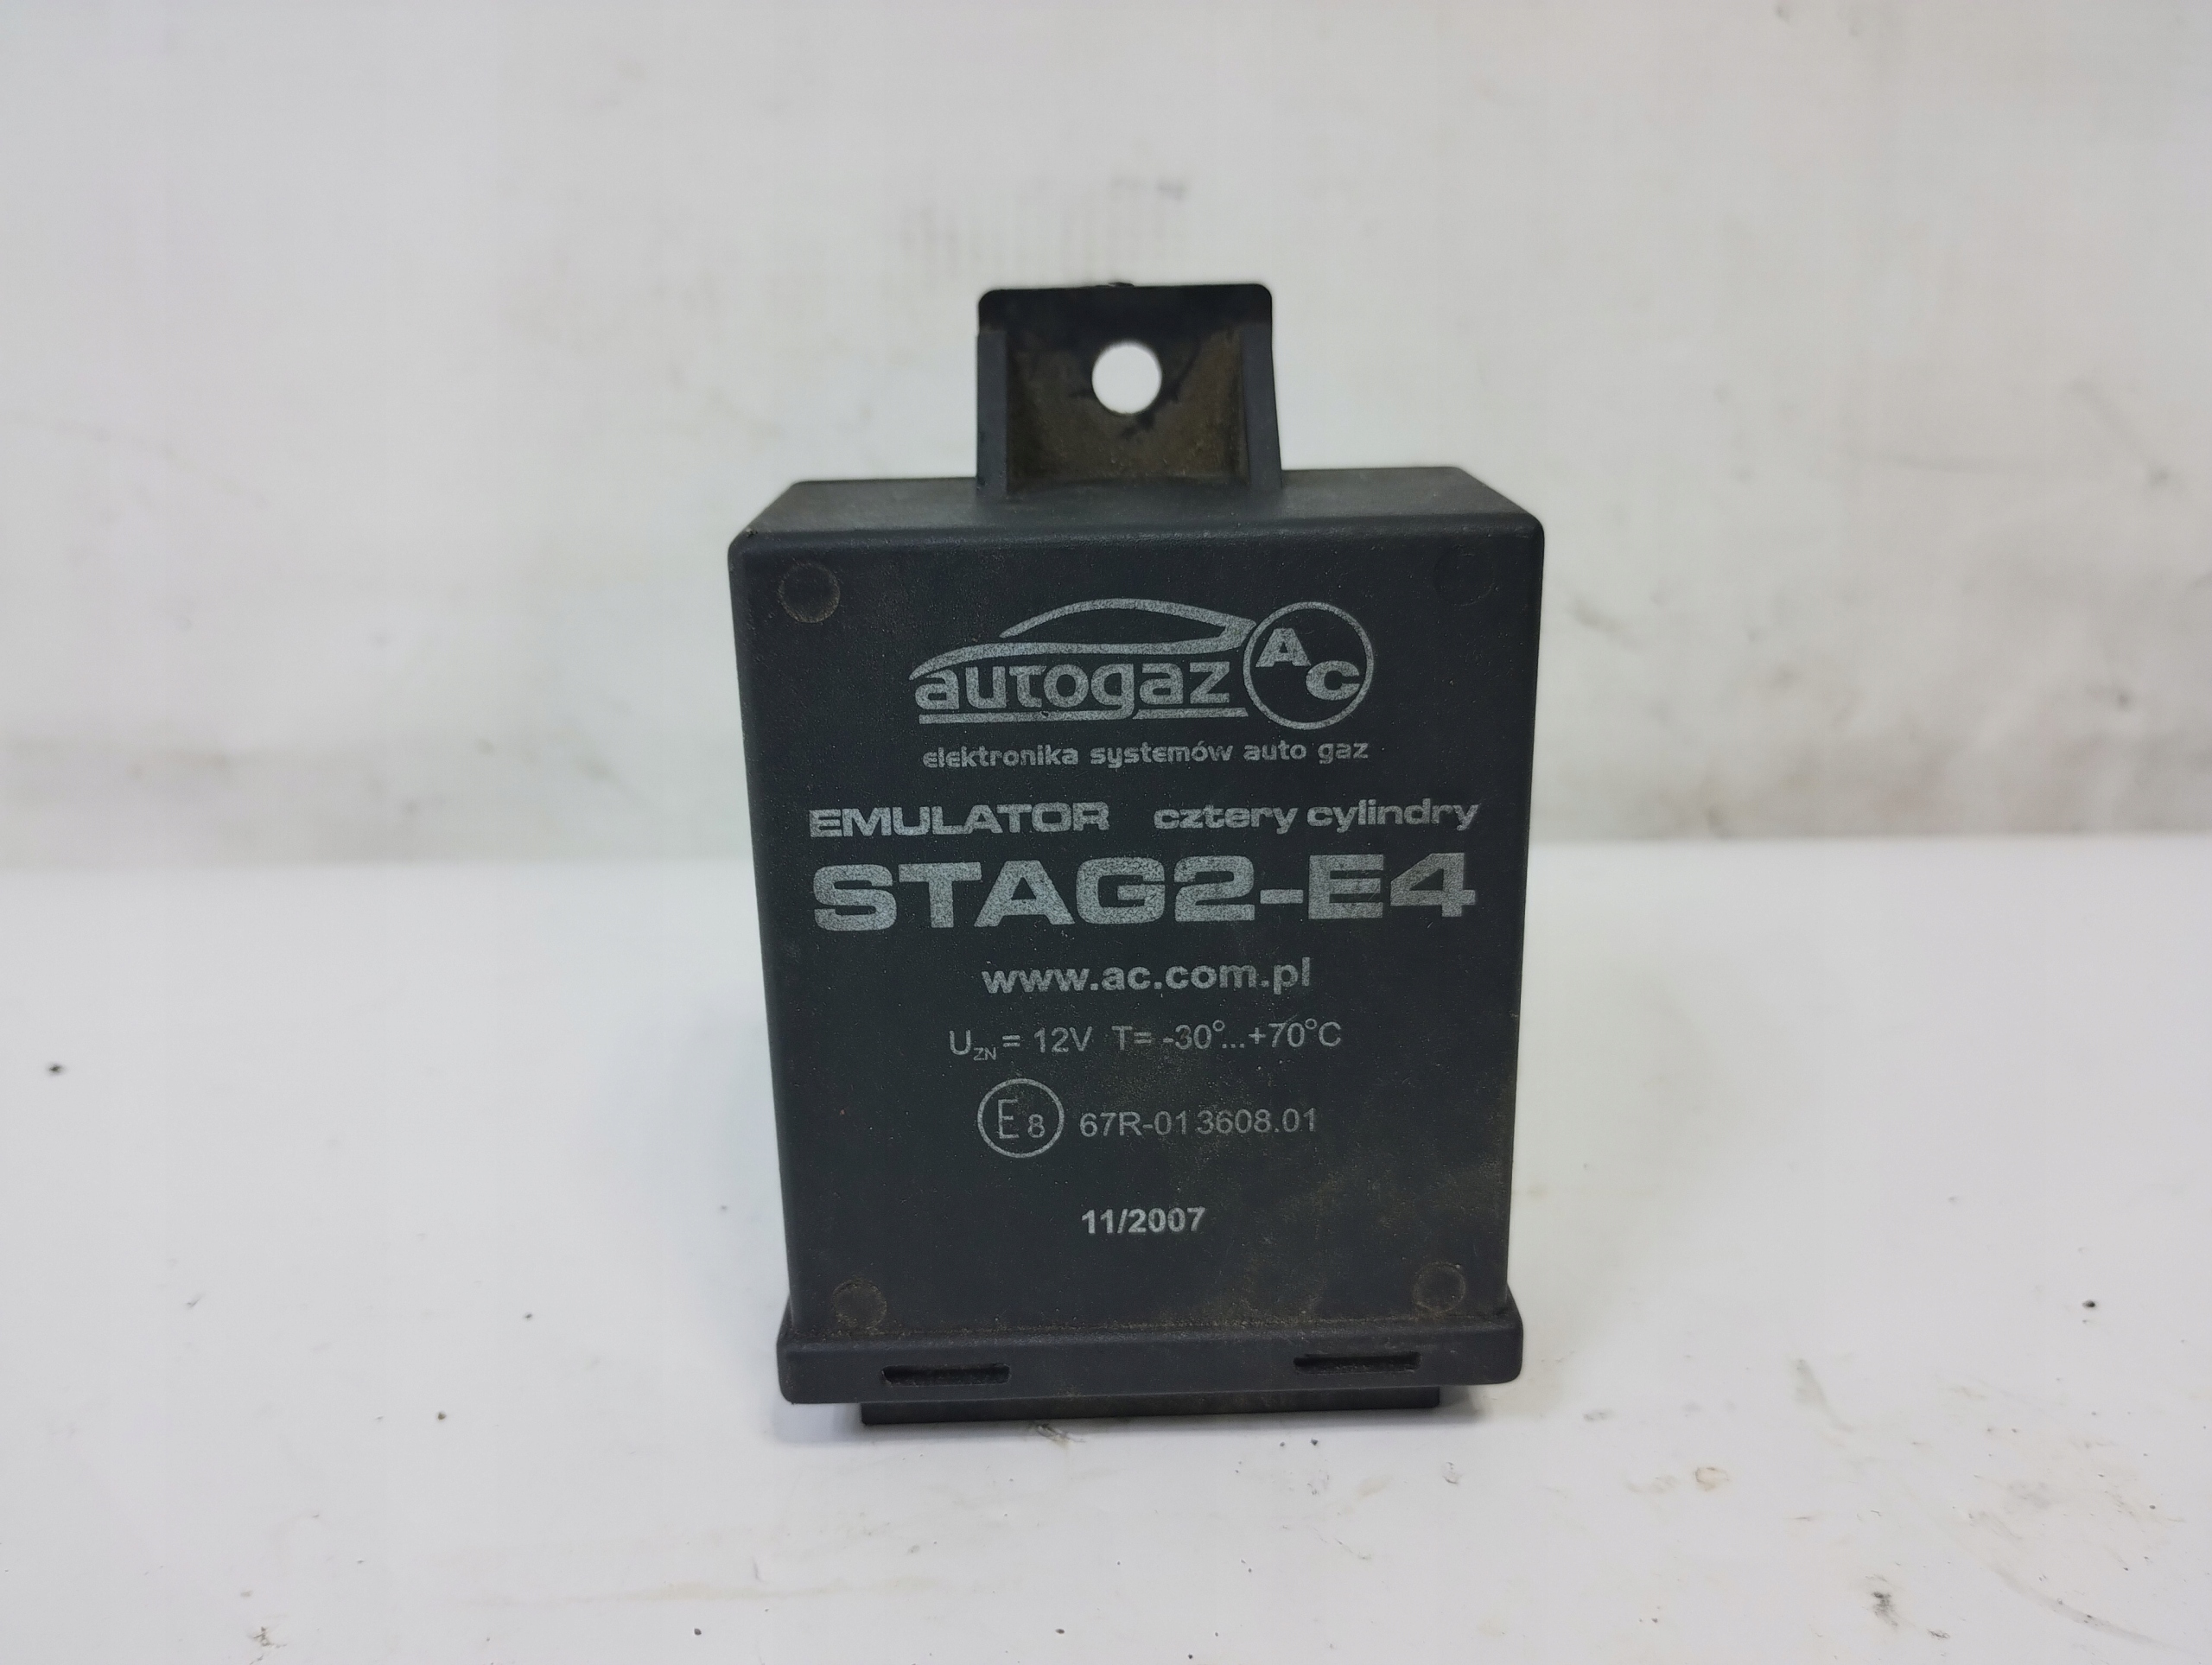 autogaz AC
elektronika systemów auto gaz
EMULATOR cztery cylindry
STAG2-E4
www.ac.com.pl
UZN = 12V T= -30°...+70°C
E8 67R-013608.01
11/2007